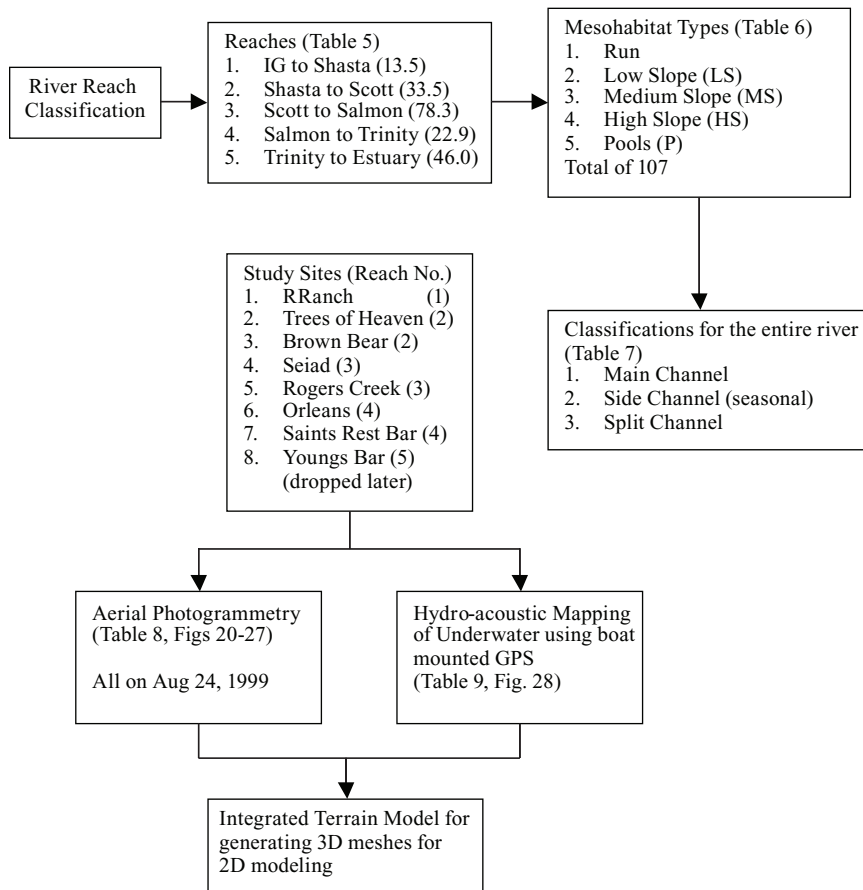 River Reach
Classification
Reaches (Table 5)
1. IG to Shasta (13.5)
2. Shasta to Scott (33.5)
3. Scott to Salmon (78.3)
4. Salmon to Trinity (22.9)
5. Trinity to Estuary (46.0)
Mesohabitat Types (Table 6)
1. Run
2. Low Slope (LS)
3. Medium Slope (MS)
4. High Slope (HS)
5. Pools (P)
Total of 107
Study Sites (Reach No.)
1. RRanch (1)
2. Trees of Heaven (2)
3. Brown Bear (2)
4. Seiad (3)
5. Rogers Creek (3)
6. Orleans (4)
7. Saints Rest Bar (4)
8. Youngs Bar (5)
(dropped later)
Classifications for the entire river
(Table 7)
1. Main Channel
2. Side Channel (seasonal)
3. Split Channel
Aerial Photogrammetry
(Table 8, Figs 20-27)
All on Aug 24, 1999
Hydro-acoustic Mapping
of Underwater using boat
mounted GPS
(Table 9, Fig. 28)
Integrated Terrain Model for
generating 3D meshes for
2D modeling